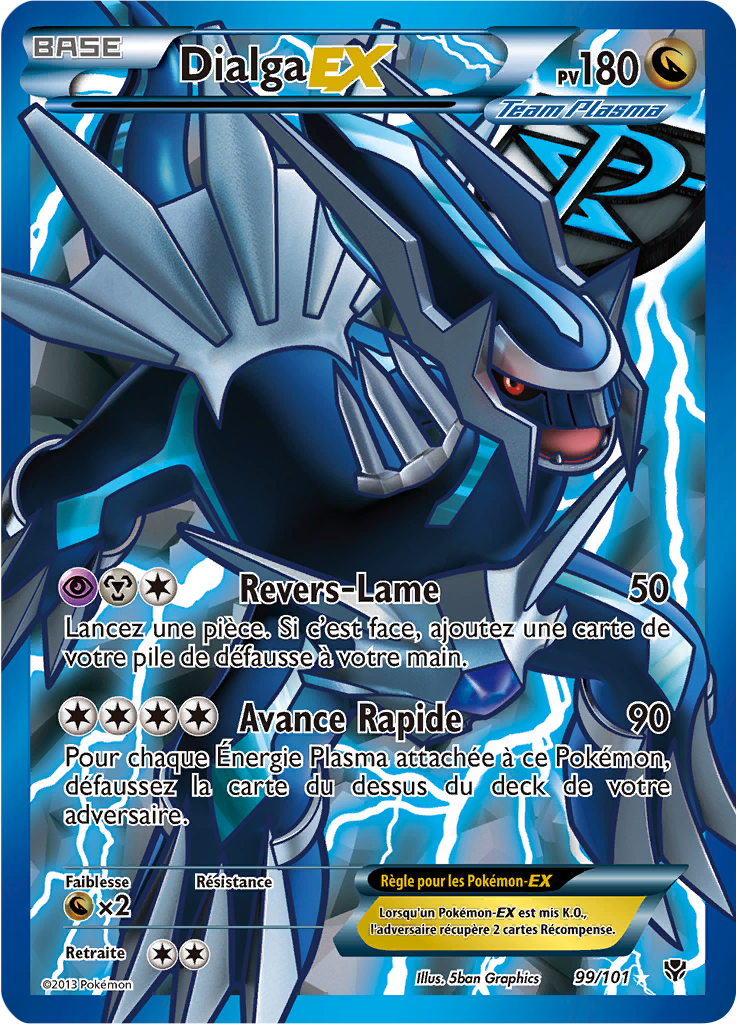 BASE
DialgaEX
PV180
Team Plasma
Revers-Lame 50
Lancez une pièce. Si c'est face, ajoutez une carte de
votre pile de défausse à votre main.
Avance Rapide 90
Pour chaque Énergie Plasma attachée à ce Pokémon,
défaussez la carte du dessus du deck de votre
adversaire.
Faiblesse Résistance
×2
Retraite
Règle pour les Pokémon-EX
Lorsqu'un Pokémon-EX est mis K.O.,
l'adversaire récupère 2 cartes Récompense.
©2013 Pokémon
Illus. 5ban Graphics
99/101